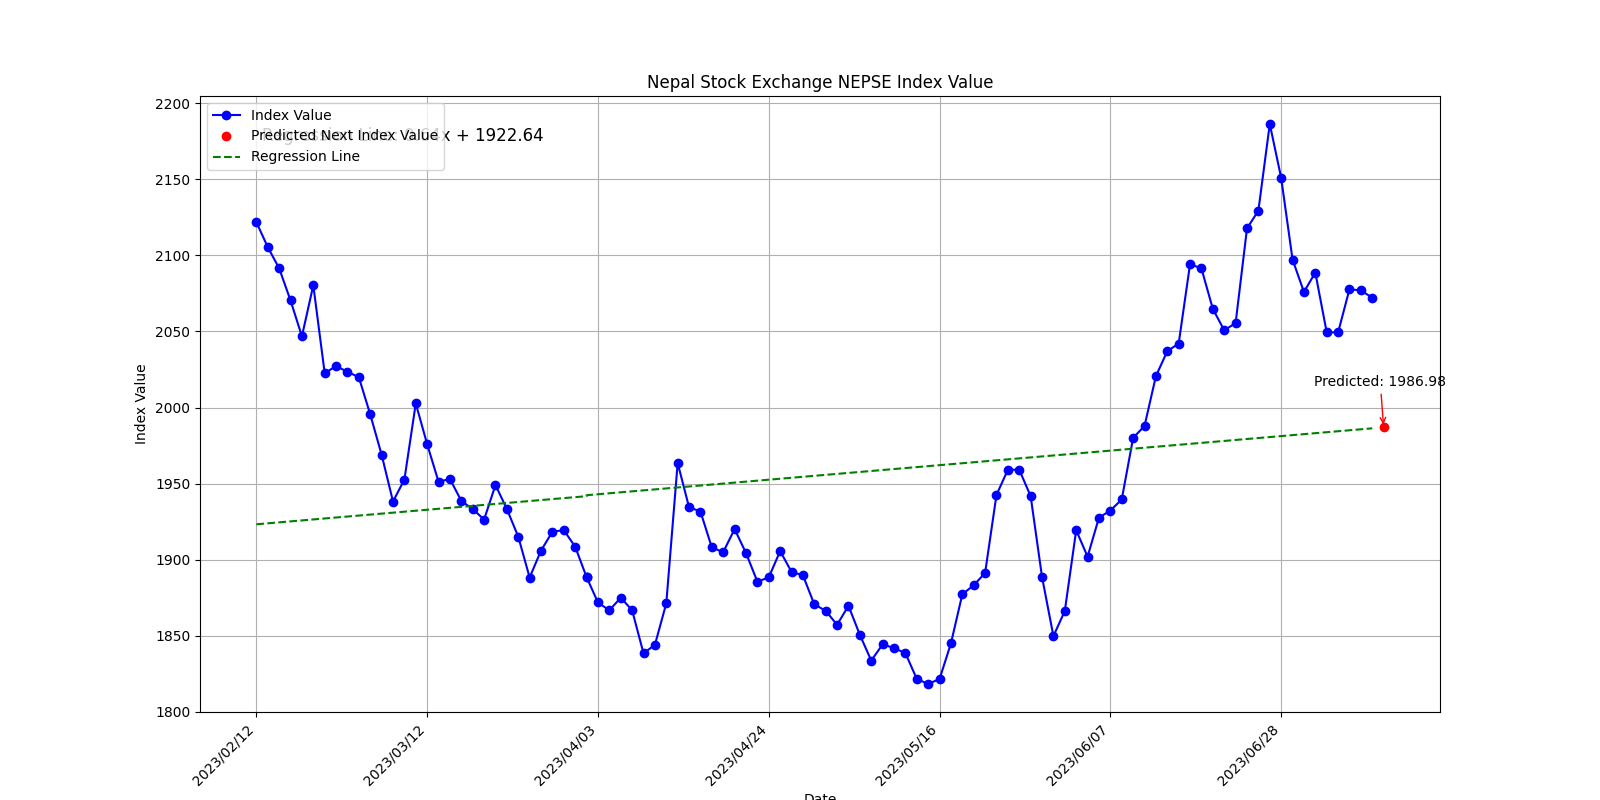 Nepal Stock Exchange NEPSE Index Value
Index Value
Predicted Next Index Value
x + 1922.64
Regression Line
2200
2150
2100
2050
2000
1950
1900
1850
1800
Index Value
Predicted: 1986.98
2023/02/12
2023/03/12
2023/04/03
2023/04/24
2023/05/16
2023/06/07
2023/06/28
Date